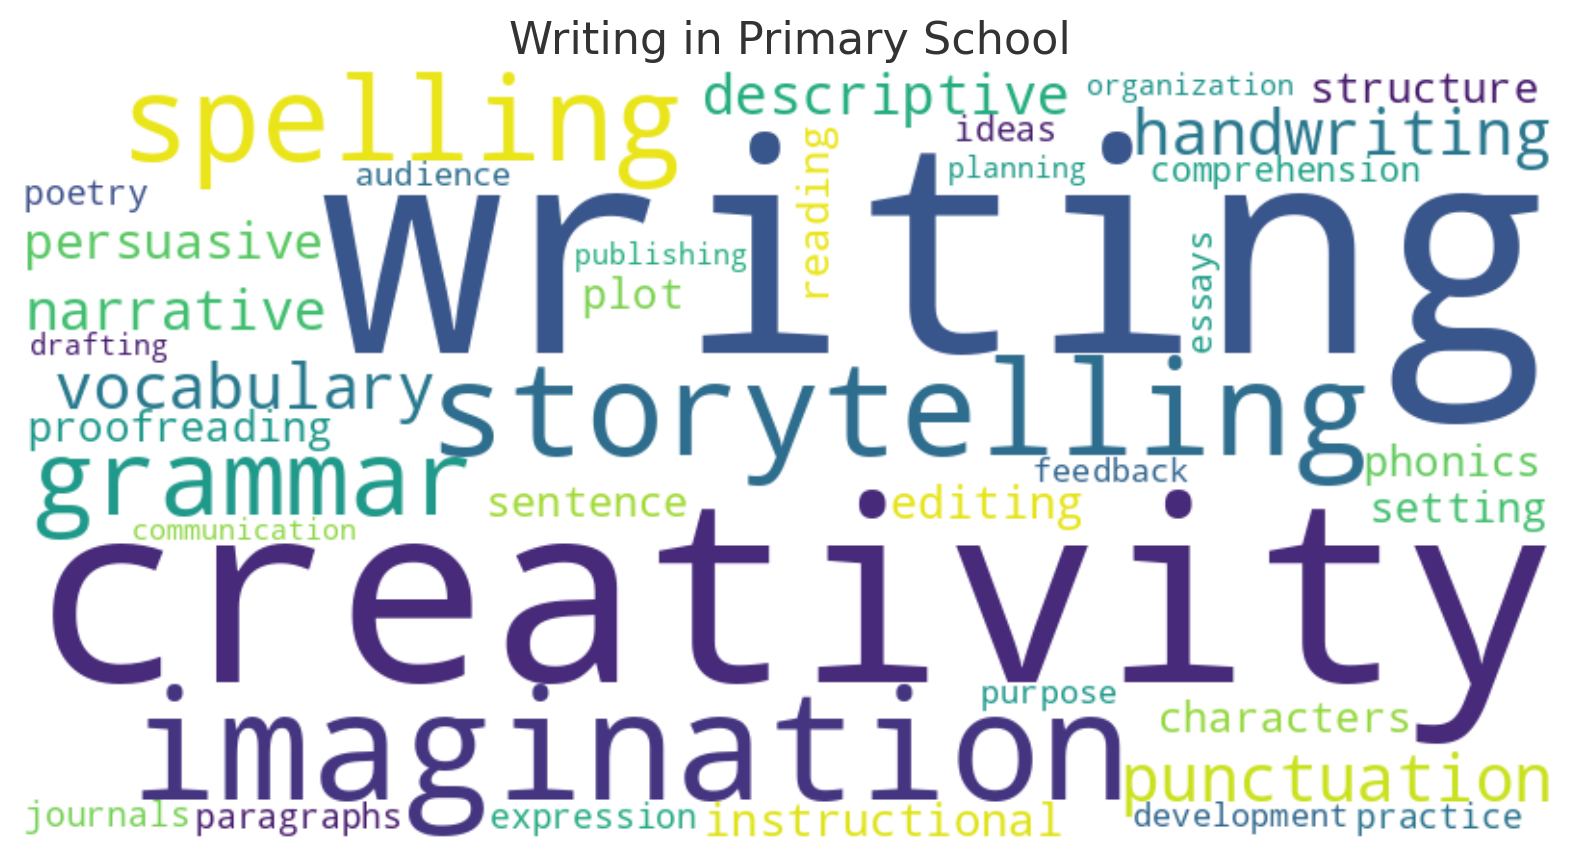 Writing in Primary School
spelling
descriptive
organization
structure
ideas
handwriting
reading
planning
comprehension
audience
poetry
writing
persuasive
publishing
essays
plot
narrative
drafting
vocabulary
storytelling
proofreading
grammar
feedback
phonics
sentence
editing
setting
communication
creativity
imagination
purpose
characters
punctuation
journals
paragraphs
expression
instructional
development
practice